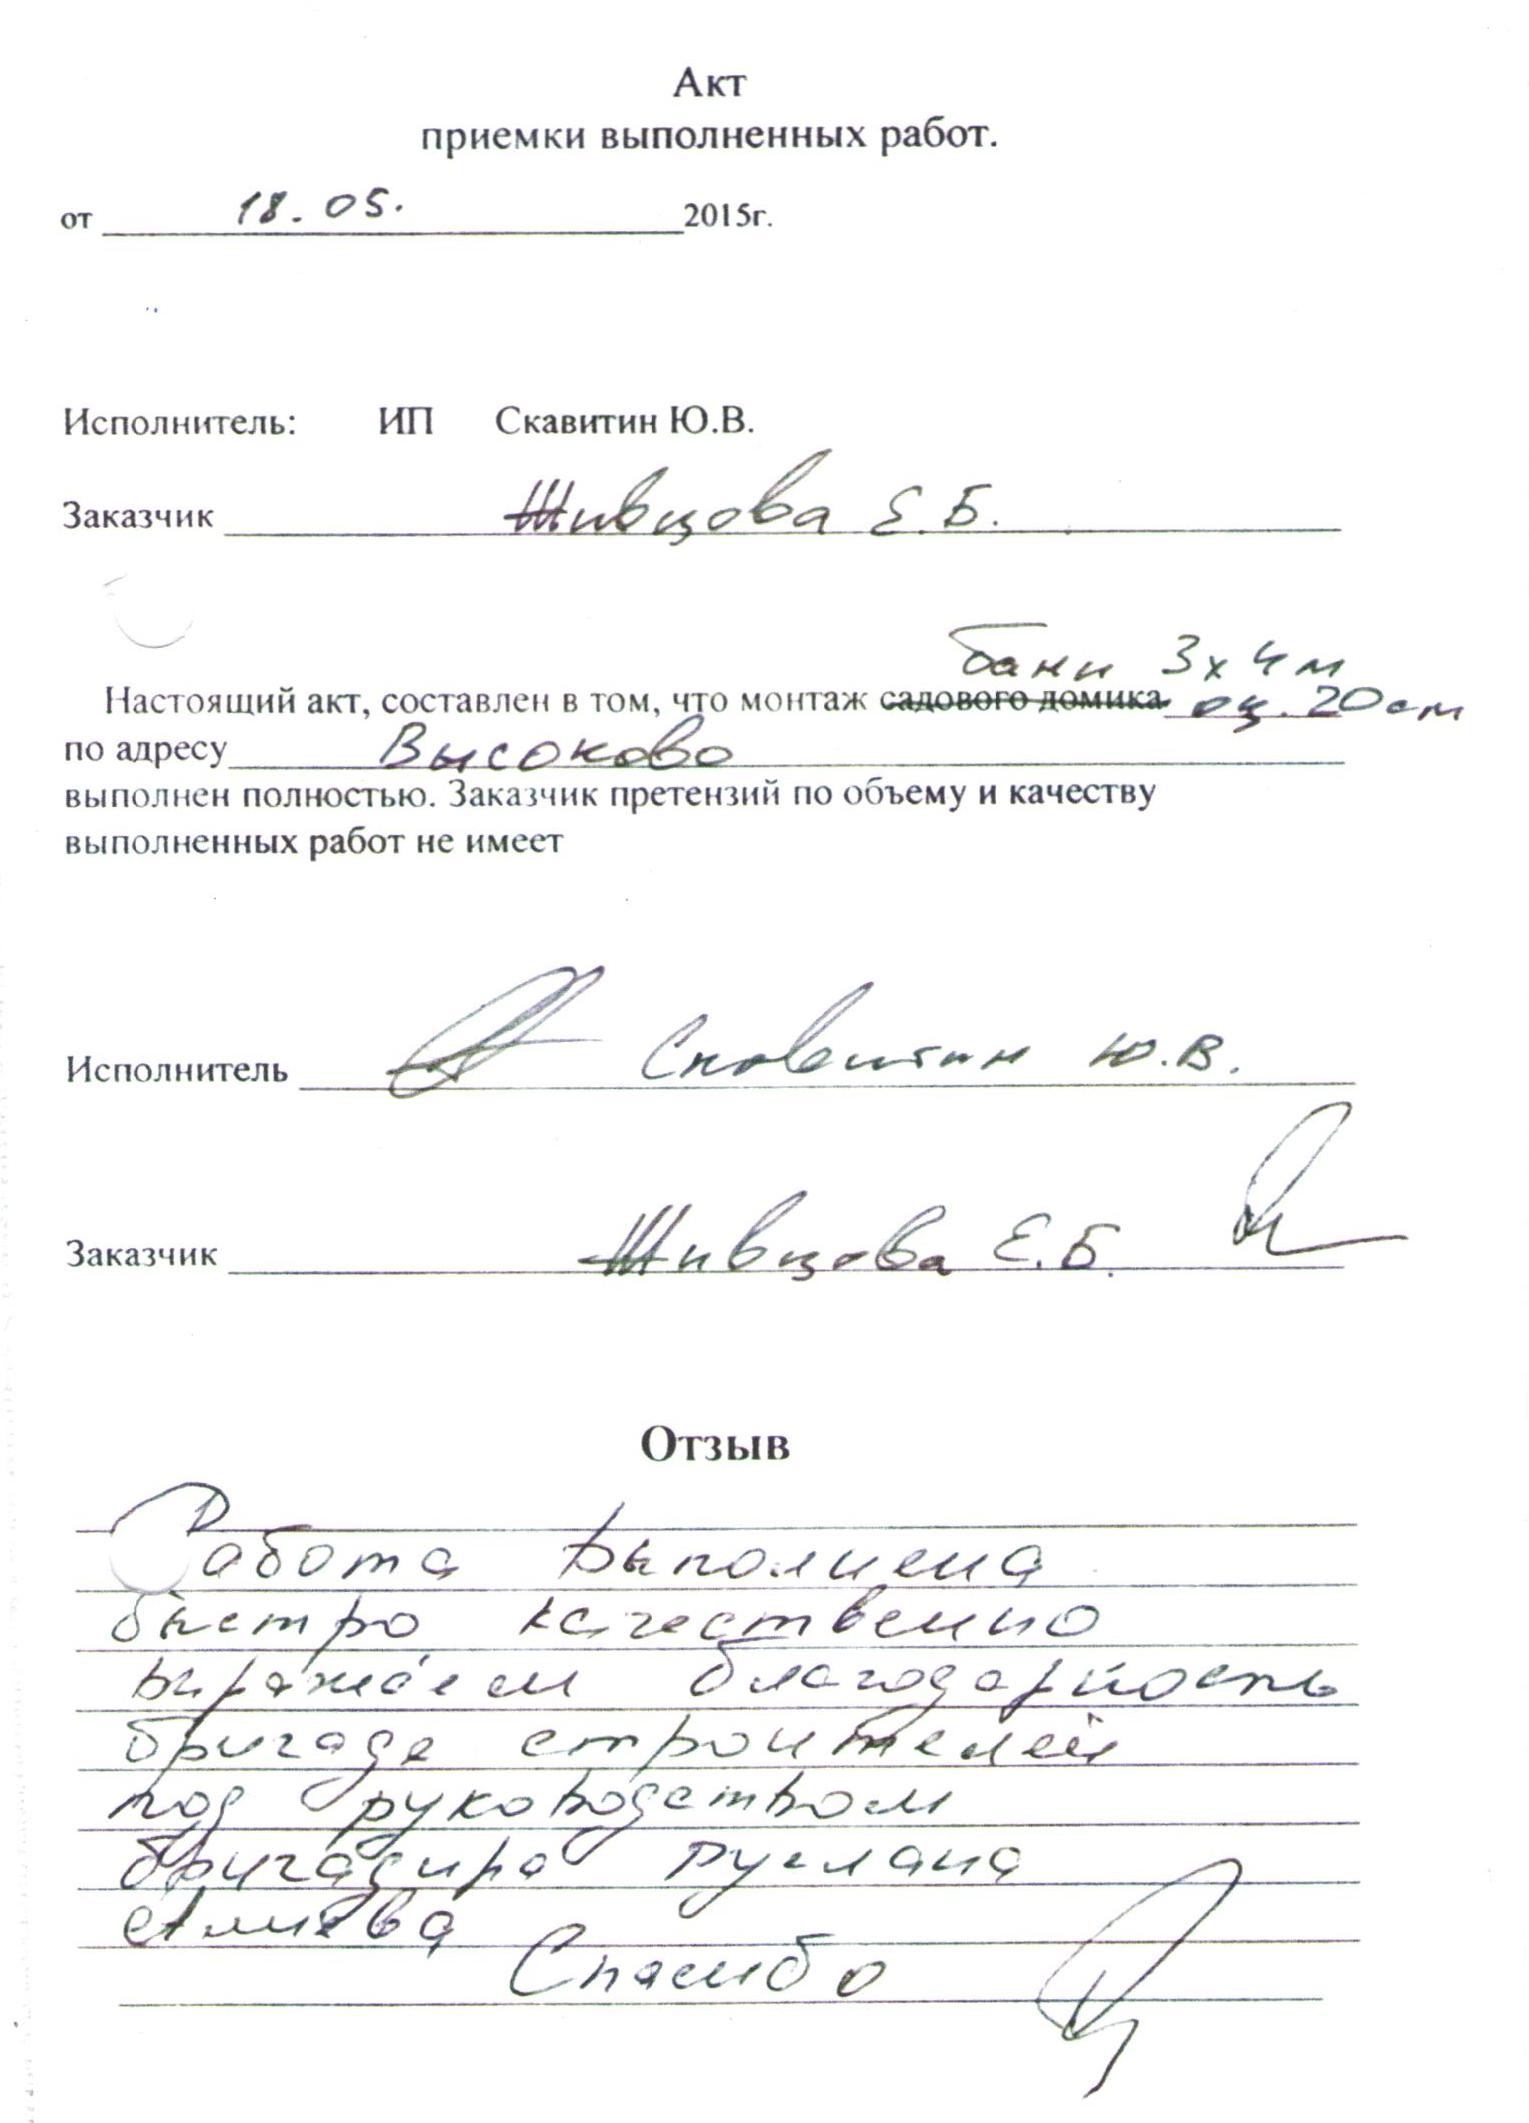 Акт
приемки выполненных работ.
от 18.05. 2015г.
Исполнитель: ИП Скавитин Ю.В.
Заказчик Живцова Е.Б.
бани 3х4м
Настоящий акт, составлен в том, что монтаж садового домика оц. 20см
по адресу Высоково
выполнен полностью. Заказчик претензий по объему и качеству
выполненных работ не имеет
Исполнитель Скавитин Ю.В.
Заказчик Живцова Е.Б.
Отзыв
Работа выполнена
быстро качественно
выражаем благодарность
бригаде строителей
под руководством
бригадира Руслана
Алиева
Спасибо